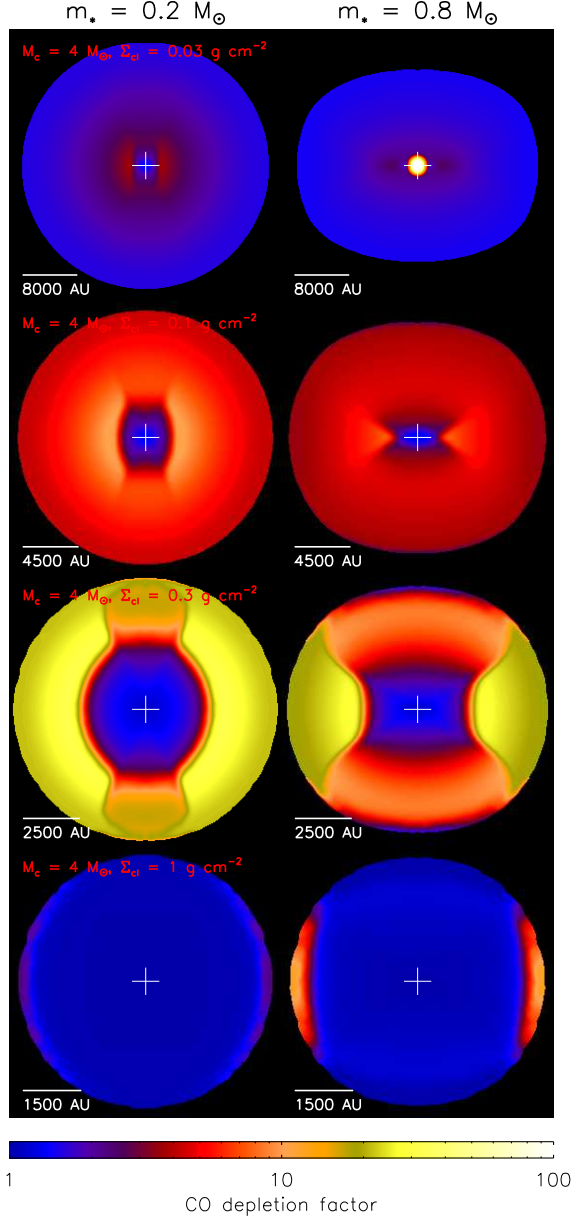 m* = 0.2 M⊙ m* = 0.8 M⊙
Mc = 4 M⊙, Σcl = 0.03 g cm−2
8000 AU 8000 AU
Mc = 4 M⊙, Σcl = 0.1 g cm−2
4500 AU 4500 AU
Mc = 4 M⊙, Σcl = 0.3 g cm−2
2500 AU 2500 AU
Mc = 4 M⊙, Σcl = 1 g cm−2
1500 AU 1500 AU
1 10 100
CO depletion factor